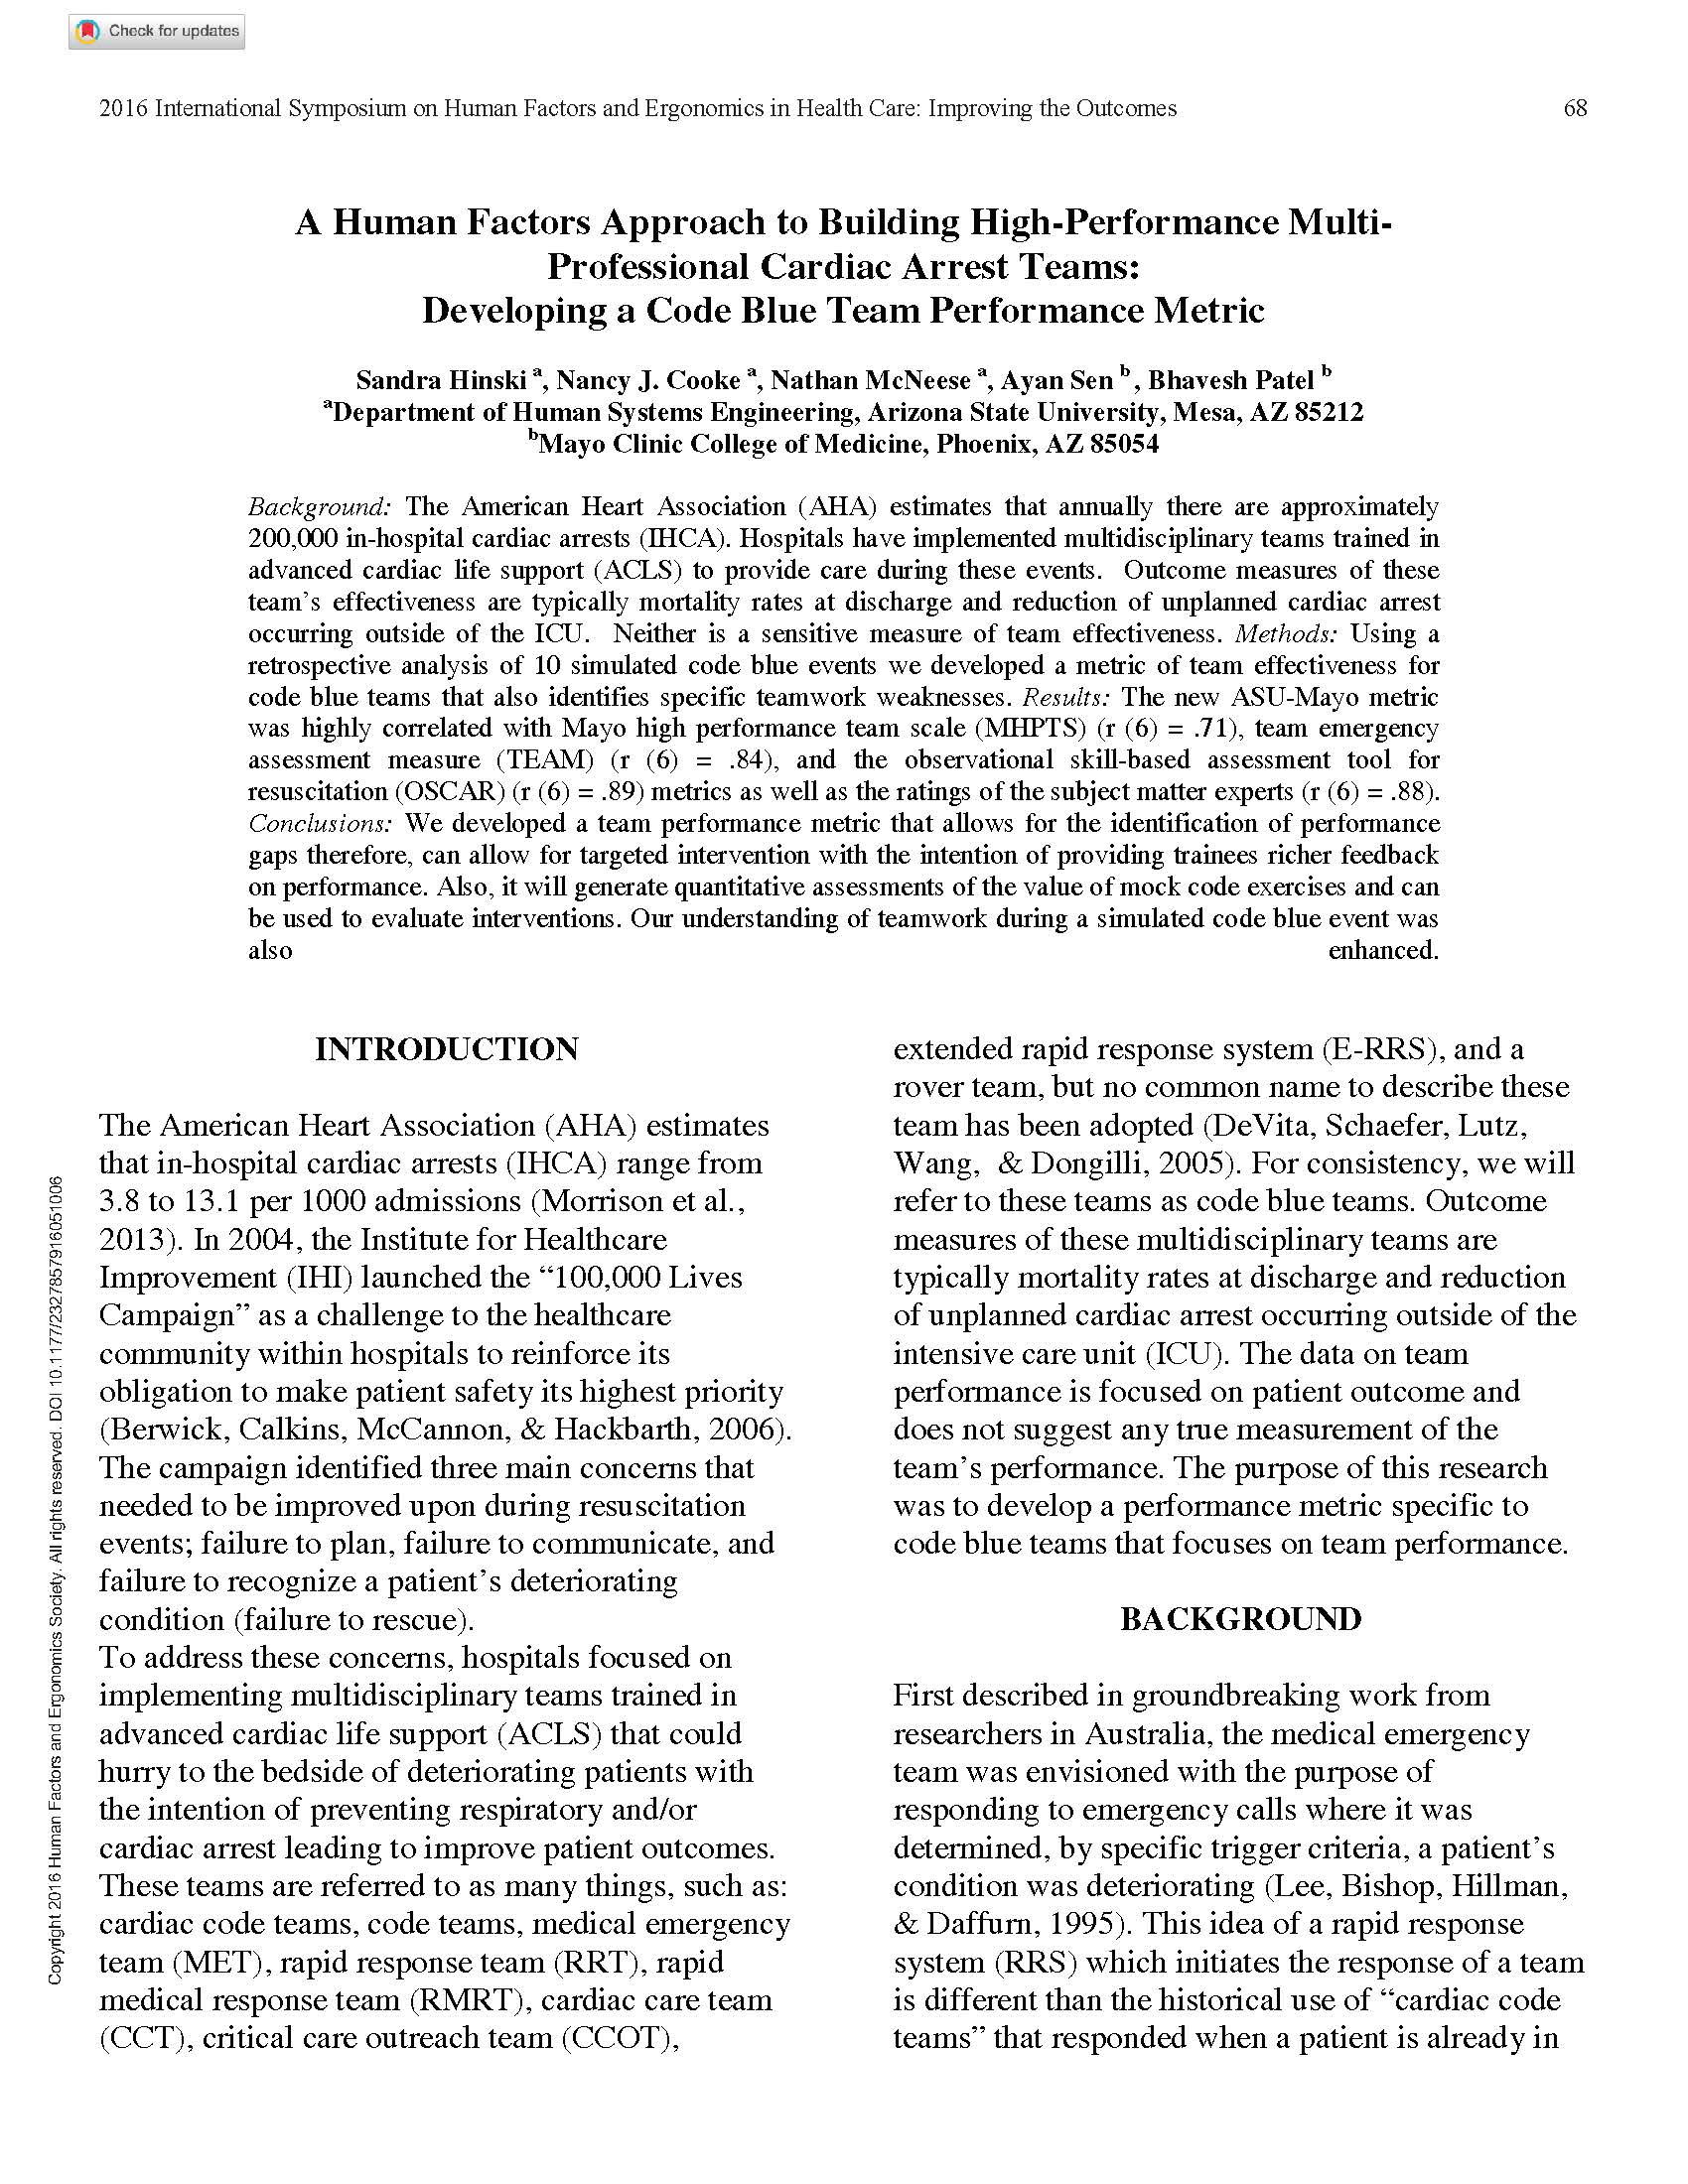 Check for updates
2016 International Symposium on Human Factors and Ergonomics in Health Care: Improving the Outcomes 68
A Human Factors Approach to Building High-Performance Multi-
Professional Cardiac Arrest Teams:
Developing a Code Blue Team Performance Metric
Sandra Hinski a, Nancy J. Cooke a, Nathan McNeese a, Ayan Sen b, Bhavesh Patel b
aDepartment of Human Systems Engineering, Arizona State University, Mesa, AZ 85212
bMayo Clinic College of Medicine, Phoenix, AZ 85054
Background: The American Heart Association (AHA) estimates that annually there are approximately
200,000 in-hospital cardiac arrests (IHCA). Hospitals have implemented multidisciplinary teams trained in
advanced cardiac life support (ACLS) to provide care during these events. Outcome measures of these
team's effectiveness are typically mortality rates at discharge and reduction of unplanned cardiac arrest
occurring outside of the ICU. Neither is a sensitive measure of team effectiveness. Methods: Using a
retrospective analysis of 10 simulated code blue events we developed a metric of team effectiveness for
code blue teams that also identifies specific teamwork weaknesses. Results: The new ASU-Mayo metric
was highly correlated with Mayo high performance team scale (MHPTS) (r (6) = .71), team emergency
assessment measure (TEAM) (r (6) = .84), and the observational skill-based assessment tool for
resuscitation (OSCAR) (r (6) = .89) metrics as well as the ratings of the subject matter experts (r (6) = .88).
Conclusions: We developed a team performance metric that allows for the identification of performance
gaps therefore, can allow for targeted intervention with the intention of providing trainees richer feedback
on performance. Also, it will generate quantitative assessments of the value of mock code exercises and can
be used to evaluate interventions. Our understanding of teamwork during a simulated code blue event was
also enhanced.
INTRODUCTION
The American Heart Association (AHA) estimates
that in-hospital cardiac arrests (IHCA) range from
3.8 to 13.1 per 1000 admissions (Morrison et al.,
2013). In 2004, the Institute for Healthcare
Improvement (IHI) launched the “100,000 Lives
Campaign” as a challenge to the healthcare
community within hospitals to reinforce its
obligation to make patient safety its highest priority
(Berwick, Calkins, McCannon, & Hackbarth, 2006).
The campaign identified three main concerns that
needed to be improved upon during resuscitation
events; failure to plan, failure to communicate, and
failure to recognize a patient’s deteriorating
condition (failure to rescue).
To address these concerns, hospitals focused on
implementing multidisciplinary teams trained in
advanced cardiac life support (ACLS) that could
hurry to the bedside of deteriorating patients with
the intention of preventing respiratory and/or
cardiac arrest leading to improve patient outcomes.
These teams are referred to as many things, such as:
cardiac code teams, code teams, medical emergency
team (MET), rapid response team (RRT), rapid
medical response team (RMRT), cardiac care team
(CCT), critical care outreach team (CCOT),
extended rapid response system (E-RRS), and a
rover team, but no common name to describe these
team has been adopted (DeVita, Schaefer, Lutz,
Wang, & Dongilli, 2005). For consistency, we will
refer to these teams as code blue teams. Outcome
measures of these multidisciplinary teams are
typically mortality rates at discharge and reduction
of unplanned cardiac arrest occurring outside of the
intensive care unit (ICU). The data on team
performance is focused on patient outcome and
does not suggest any true measurement of the
team’s performance. The purpose of this research
was to develop a performance metric specific to
code blue teams that focuses on team performance.
BACKGROUND
First described in groundbreaking work from
researchers in Australia, the medical emergency
team was envisioned with the purpose of
responding to emergency calls where it was
determined, by specific trigger criteria, a patient’s
condition was deteriorating (Lee, Bishop, Hillman,
& Daffurn, 1995). This idea of a rapid response
system (RRS) which initiates the response of a team
is different than the historical use of “cardiac code
teams” that responded when a patient is already in
Copyright 2016 Human Factors and Ergonomics Society. All rights reserved. DOI 10.1177/2327857916051006